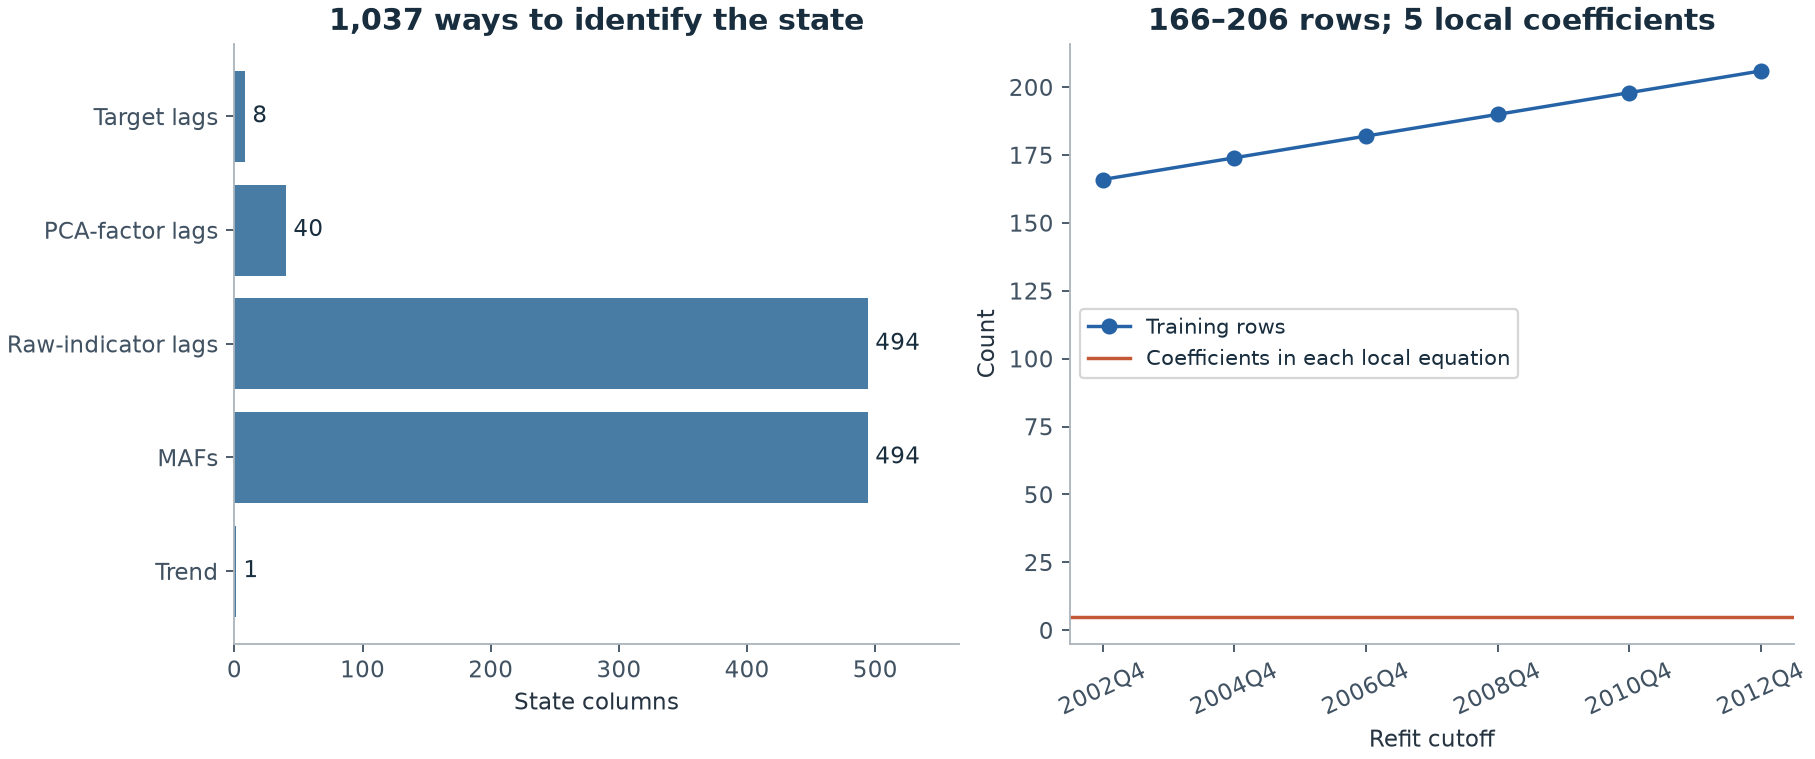 1,037 ways to identify the state
Target lags
8
PCA-factor lags
40
Raw-indicator lags
494
MAFs
494
Trend
1
0 100 200 300 400 500
State columns
166–206 rows; 5 local coefficients
200
175
150
125
100
75
50
25
0
Count
Training rows
Coefficients in each local equation
2002Q4 2004Q4 2006Q4 2008Q4 2010Q4 2012Q4
Refit cutoff